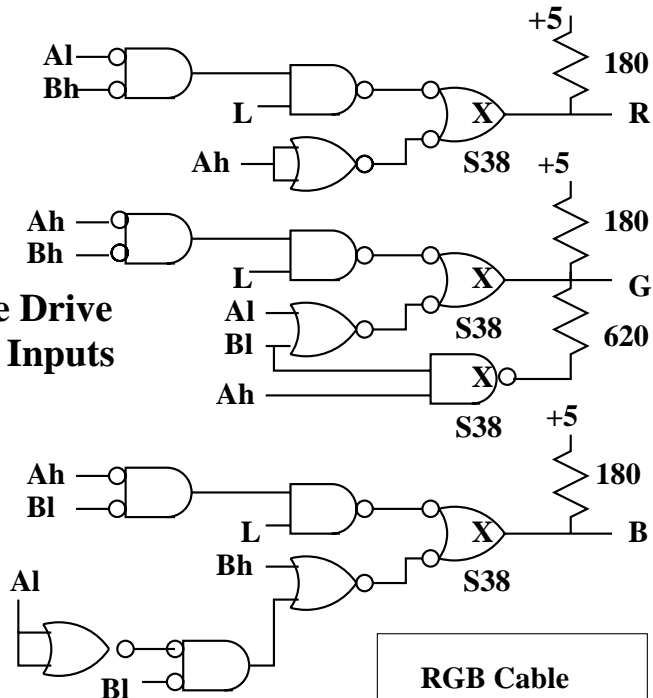 +5
Al
180
Bh
L
X
R
Ah
S38
+5
Ah
180
Bh
L
X
G
e Drive
Al
S38
620
Inputs
Bl
X
Ah
S38
+5
Ah
180
Bl
L
X
B
Bh
S38
Al
Bl
RGB Cable